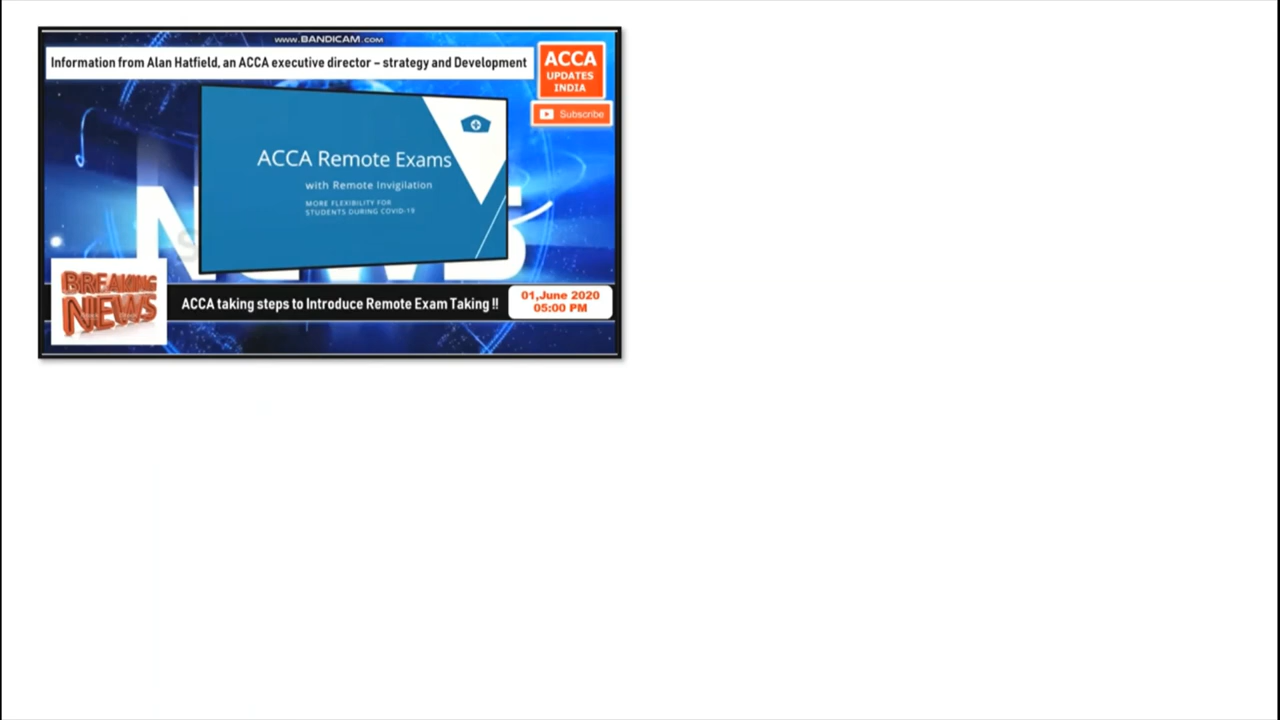 www.BANDICAM.com
Information from Alan Hatfield, an ACCA executive director – strategy and Development
ACCA
UPDATES
INDIA
Subscribe
ACCA Remote Exams
with Remote Invigilation
MORE FLEXIBILITY FOR
STUDENTS DURING COVID-19
NEWS
BREAKING
NEWS
ACCA taking steps to Introduce Remote Exam Taking !!
01,June 2020
05:00 PM